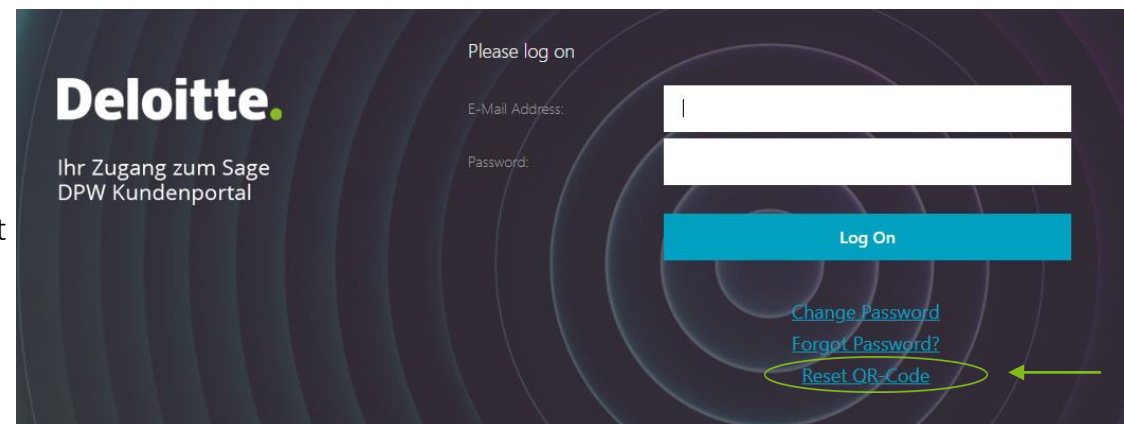 Please log on
Deloitte.
E-Mail Address:
Ihr Zugang zum Sage
DPW Kundenportal
Password:
t
Log On
Change Password
Forgot Password?
Reset QR-Code